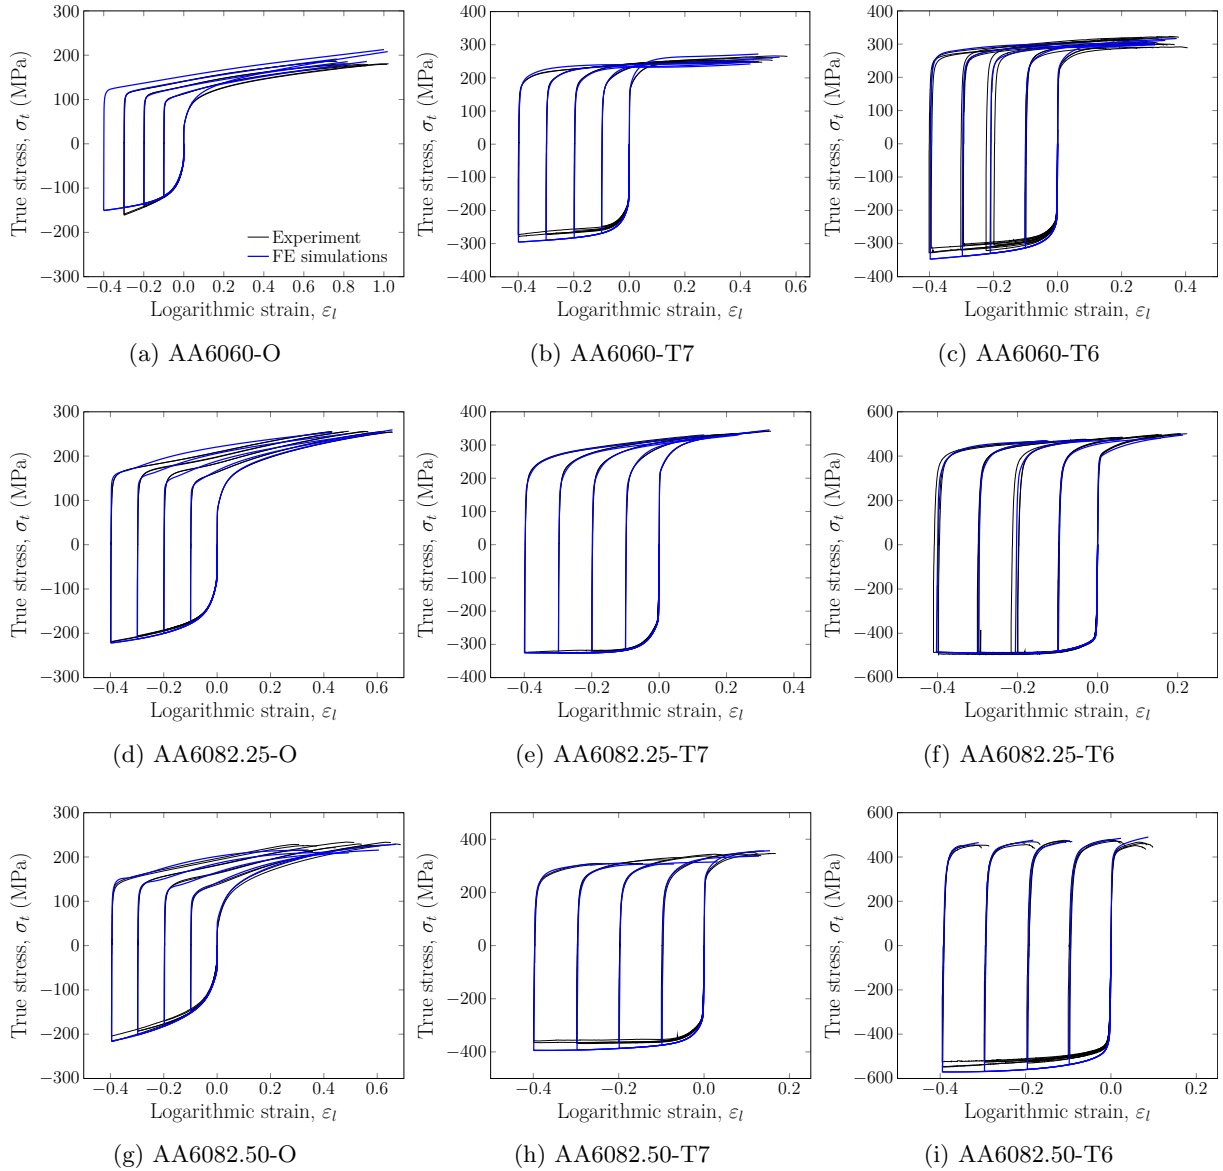 300
200
100
0
−100
−200
−300
True stress, σt (MPa)
Experiment
FE simulations
−0.4 −0.2 0.0 0.2 0.4 0.6 0.8 1.0
Logarithmic strain, εl
(a) AA6060-O
400
300
200
100
0
−100
−200
−300
−400
True stress, σt (MPa)
−0.4 −0.2 0.0 0.2 0.4 0.6
Logarithmic strain, εl
(b) AA6060-T7
400
300
200
100
0
−100
−200
−300
−400
True stress, σt (MPa)
−0.4 −0.2 0.0 0.2 0.4
Logarithmic strain, εl
(c) AA6060-T6
300
200
100
0
−100
−200
−300
True stress, σt (MPa)
−0.4 −0.2 0.0 0.2 0.4 0.6
Logarithmic strain, εl
(d) AA6082.25-O
400
300
200
100
0
−100
−200
−300
−400
True stress, σt (MPa)
−0.4 −0.2 0.0 0.2 0.4
Logarithmic strain, εl
(e) AA6082.25-T7
600
400
200
0
−200
−400
−600
True stress, σt (MPa)
−0.4 −0.2 0.0 0.2
Logarithmic strain, εl
(f) AA6082.25-T6
300
200
100
0
−100
−200
−300
True stress, σt (MPa)
−0.4 −0.2 0.0 0.2 0.4 0.6
Logarithmic strain, εl
(g) AA6082.50-O
400
200
0
−200
−400
True stress, σt (MPa)
−0.4 −0.2 0.0 0.2
Logarithmic strain, εl
(h) AA6082.50-T7
600
400
200
0
−200
−400
−600
True stress, σt (MPa)
−0.4 −0.2 0.0 0.2
Logarithmic strain, εl
(i) AA6082.50-T6